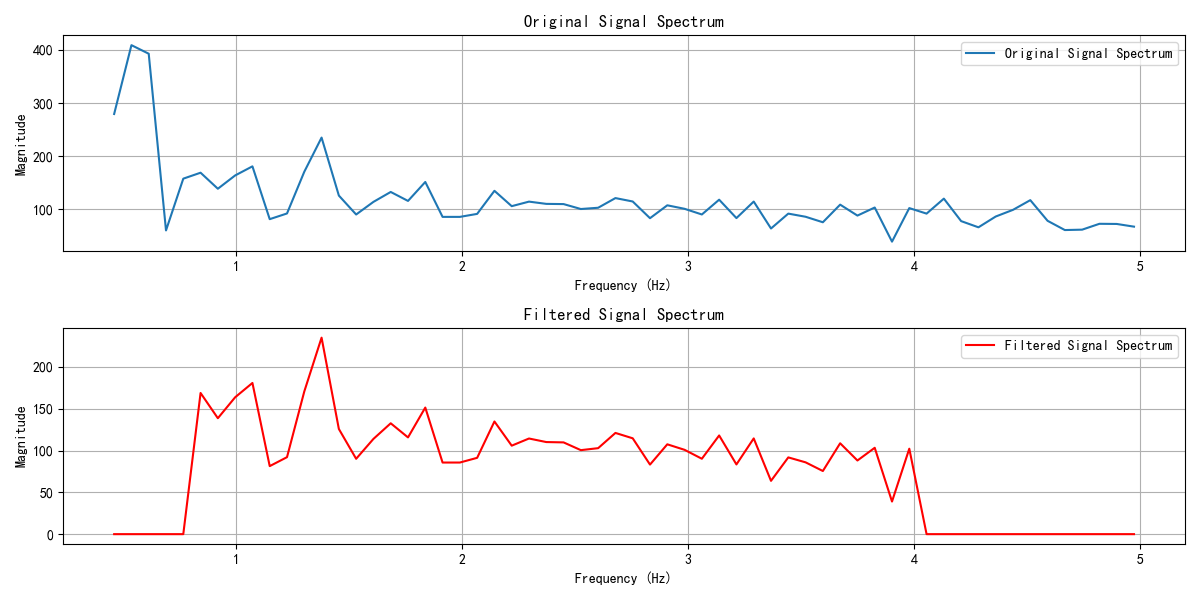 Original Signal Spectrum
Original Signal Spectrum
Magnitude
400
300
200
100
1 2 3 4 5
Frequency (Hz)
Filtered Signal Spectrum
Filtered Signal Spectrum
Magnitude
200
150
100
50
0
1 2 3 4 5
Frequency (Hz)